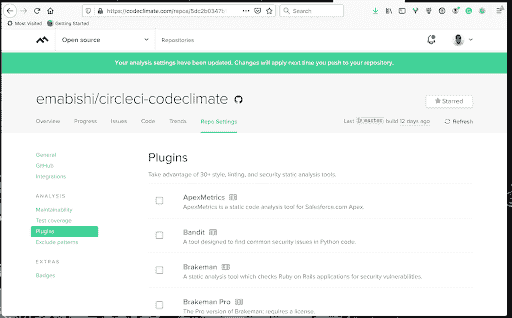 https://codeclimate.com/repos/5dc2b0347b
Search
Most Visited
Getting Started
Open source
Repositories
Your analysis settings have been updated. Changes will apply next time you push to your repository.
emabishi/circleci-codeclimate
Starred
Overview
Progress
Issues
Code
Trends
Repo Settings
Last
master
build 12 days ago
Refresh
General
GitHub
Integrations
ANALYSIS
Maintainability
Test coverage
Plugins
Exclude patterns
EXTRAS
Badges
Plugins
Take advantage of 30+ style, linting, and security static analysis tools.
ApexMetrics
ApexMetrics is a static code analysis tool for Salesforce.com Apex.
Bandit
A tool designed to find common security issues in Python code.
Brakeman
A static analysis tool which checks Ruby on Rails applications for security vulnerabilities.
Brakeman Pro
The Pro version of Brakeman; requires a license.